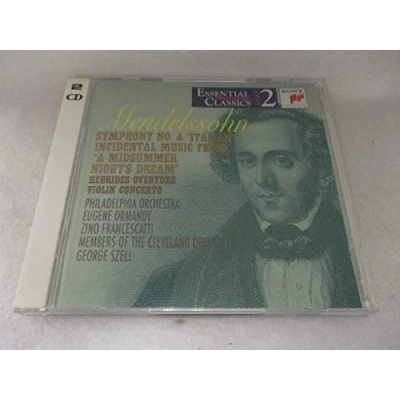 2 CD
ESSENTIAL
CLASSICS
2
SONY
Mendelssohn
SYMPHONY NO. 4 "ITALIAN"
INCIDENTAL MUSIC FROM
"A MIDSUMMER
NIGHT'S DREAM"
HEBRIDES OVERTURE
VIOLIN CONCERTO
PHILADELPHIA ORCHESTRA
EUGENE ORMANDY
ZINO FRANCESCATTI
MEMBERS OF THE CLEVELAND
GEORGE SZELL